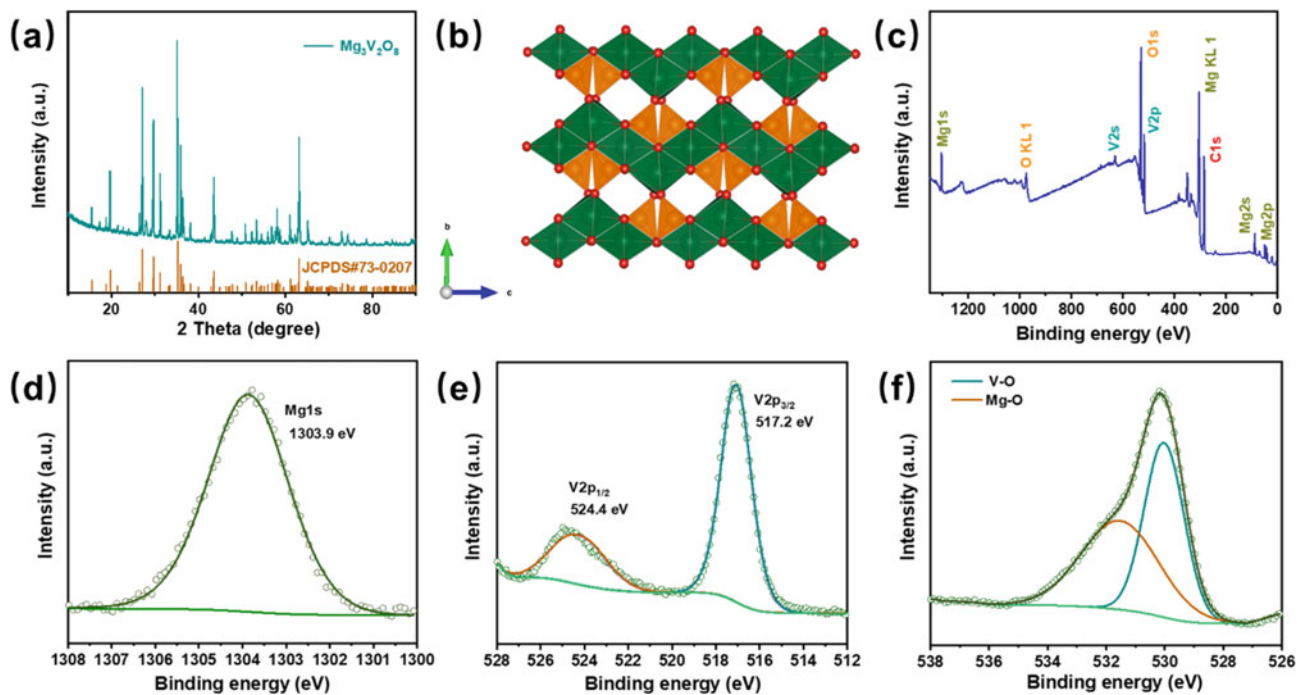 (a)
Mg₃V₂O₈
JCPDS#73-0207
Intensity (a.u.)
20 40 60 80
2 Theta (degree)
(b)
b
c
(c)
Mg1s
O KL 1
V2s
O1s
V2p
Mg KL 1
C1s
Mg2s
Mg2p
Intensity (a.u.)
1200 1000 800 600 400 200 0
Binding energy (eV)
(d)
Mg1s
1303.9 eV
Intensity (a.u.)
1308 1307 1306 1305 1304 1303 1302 1301 1300
Binding energy (eV)
(e)
V2p₃/₂
517.2 eV
V2p₁/₂
524.4 eV
Intensity (a.u.)
528 526 524 522 520 518 516 514 512
Binding energy (eV)
(f)
V-O
Mg-O
Intensity (a.u.)
538 536 534 532 530 528 526
Binding energy (eV)